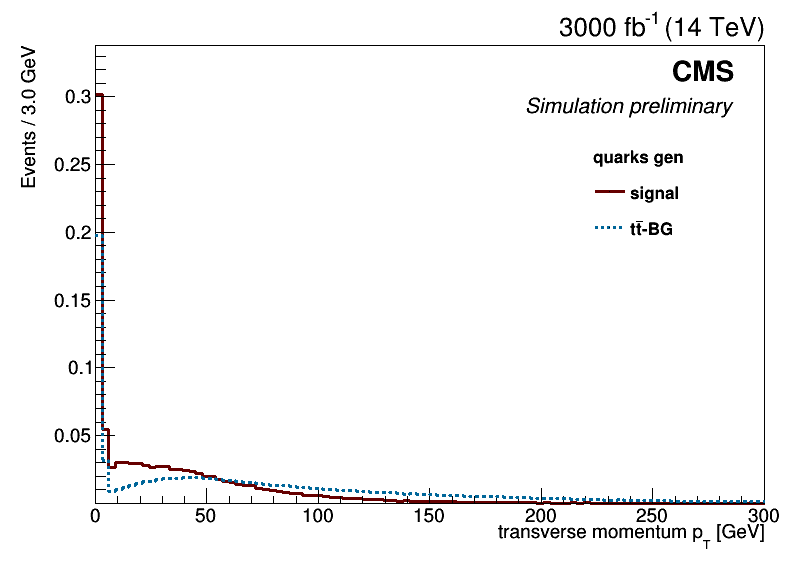 3000 fb-1 (14 TeV)
CMS
Simulation preliminary
Events / 3.0 GeV
quarks gen
signal
tt̅-BG
0.3
0.25
0.2
0.15
0.1
0.05
0 50 100 150 200 250 300
transverse momentum pT [GeV]